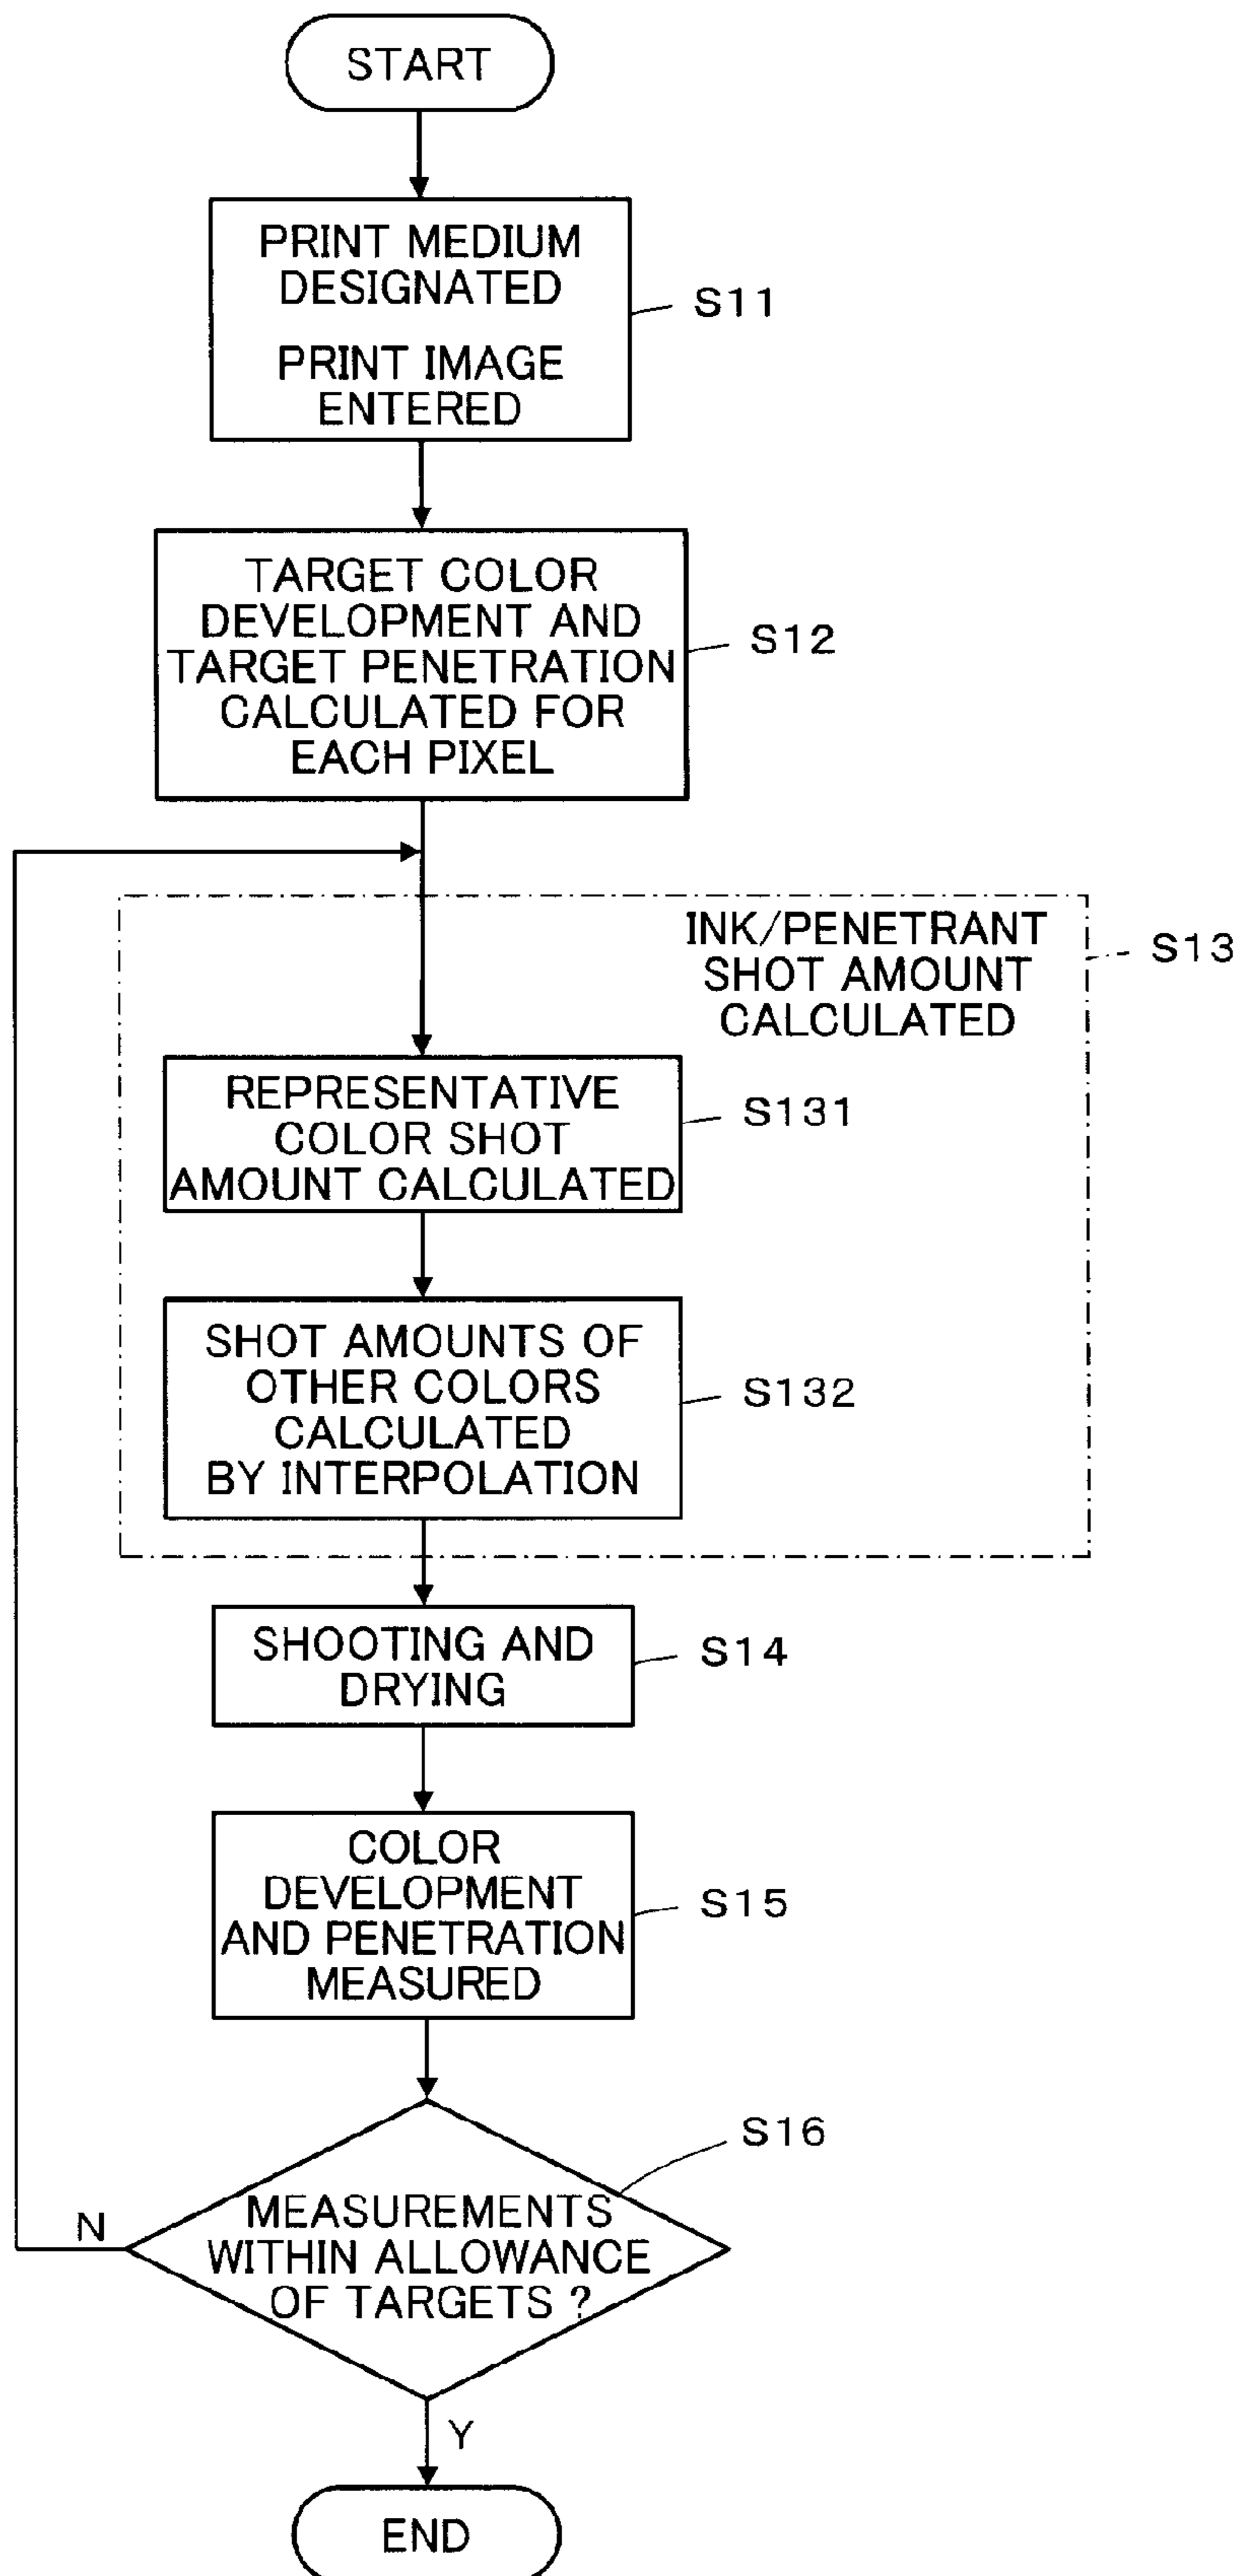 START
PRINT MEDIUM
DESIGNATED
PRINT IMAGE
ENTERED
S11
TARGET COLOR
DEVELOPMENT AND
TARGET PENETRATION
CALCULATED FOR
EACH PIXEL
S12
INK/PENETRANT
SHOT AMOUNT
CALCULATED
S13
REPRESENTATIVE
COLOR SHOT
AMOUNT CALCULATED
S131
SHOT AMOUNTS OF
OTHER COLORS
CALCULATED
BY INTERPOLATION
S132
SHOOTING AND
DRYING
S14
COLOR
DEVELOPMENT
AND PENETRATION
MEASURED
S15
S16
N
MEASUREMENTS
WITHIN ALLOWANCE
OF TARGETS ?
Y
END